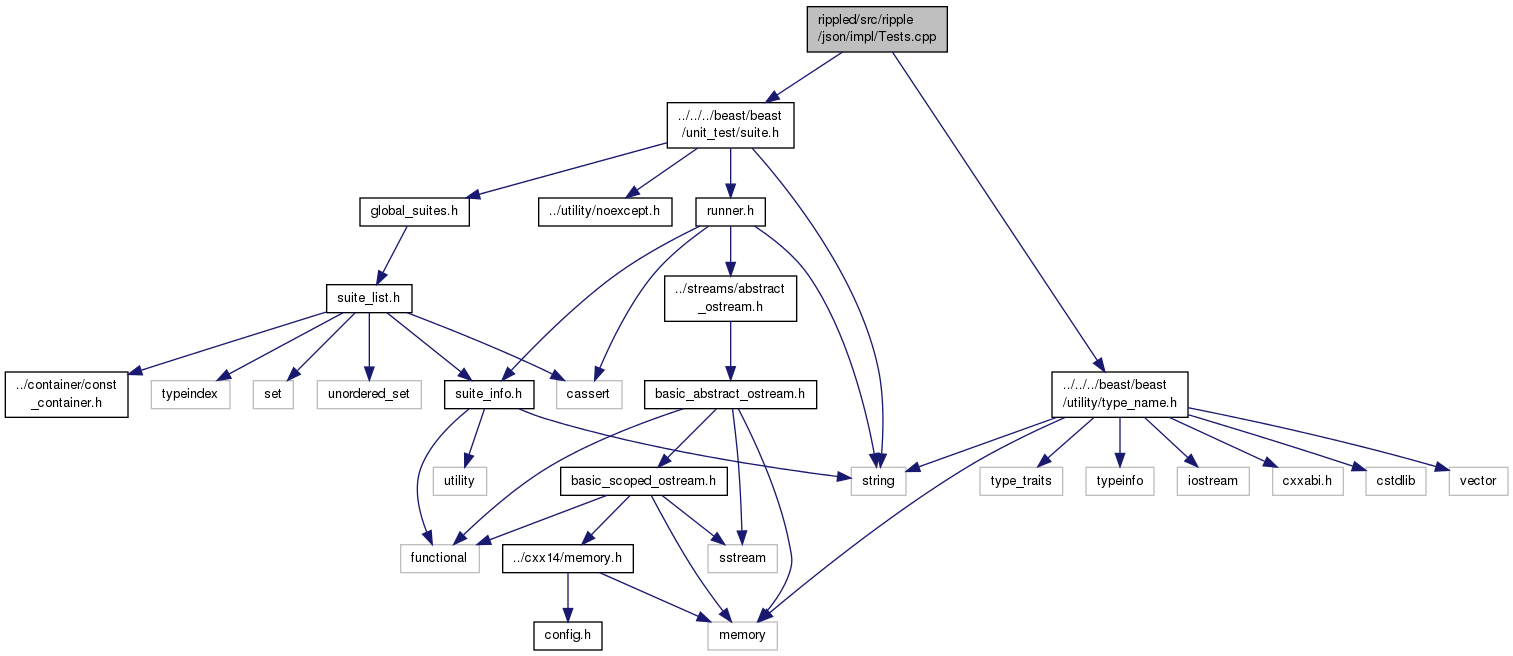 rippled/src/ripple
/json/impl/Tests.cpp
../../../beast/beast
/unit_test/suite.h
global_suites.h
../utility/noexcept.h
runner.h
suite_list.h
../streams/abstract
_ostream.h
../container/const
_container.h
typeindex
set
unordered_set
suite_info.h
cassert
basic_abstract_ostream.h
../../../beast/beast
/utility/type_name.h
utility
basic_scoped_ostream.h
string
type_traits
typeinfo
iostream
cxxabi.h
cstdlib
vector
functional
../cxx14/memory.h
sstream
config.h
memory